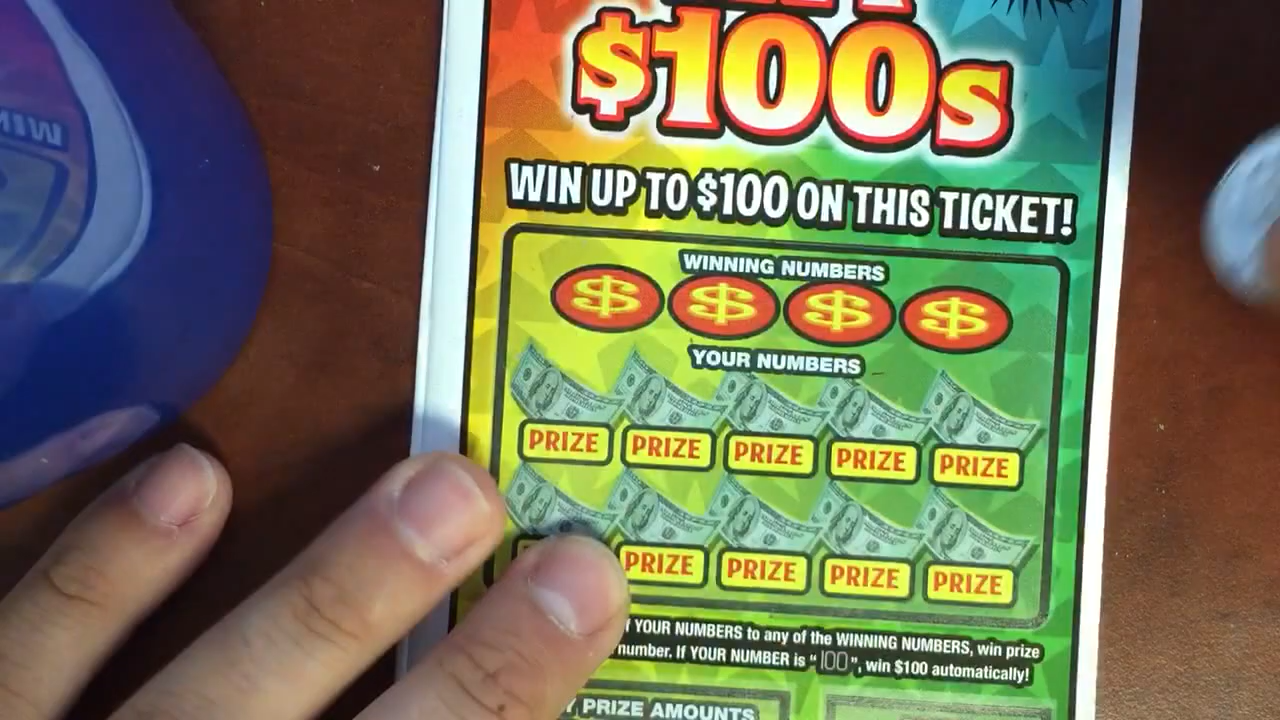 $100s
WIN UP TO $100 ON THIS TICKET!
WINNING NUMBERS
$ $ $ $
YOUR NUMBERS
PRIZE PRIZE PRIZE PRIZE PRIZE
PRIZE PRIZE PRIZE PRIZE
YOUR NUMBERS to any of the WINNING NUMBERS, win prize
number. If YOUR NUMBER is "100", win $100 automatically!
PRIZE AMOUNTS